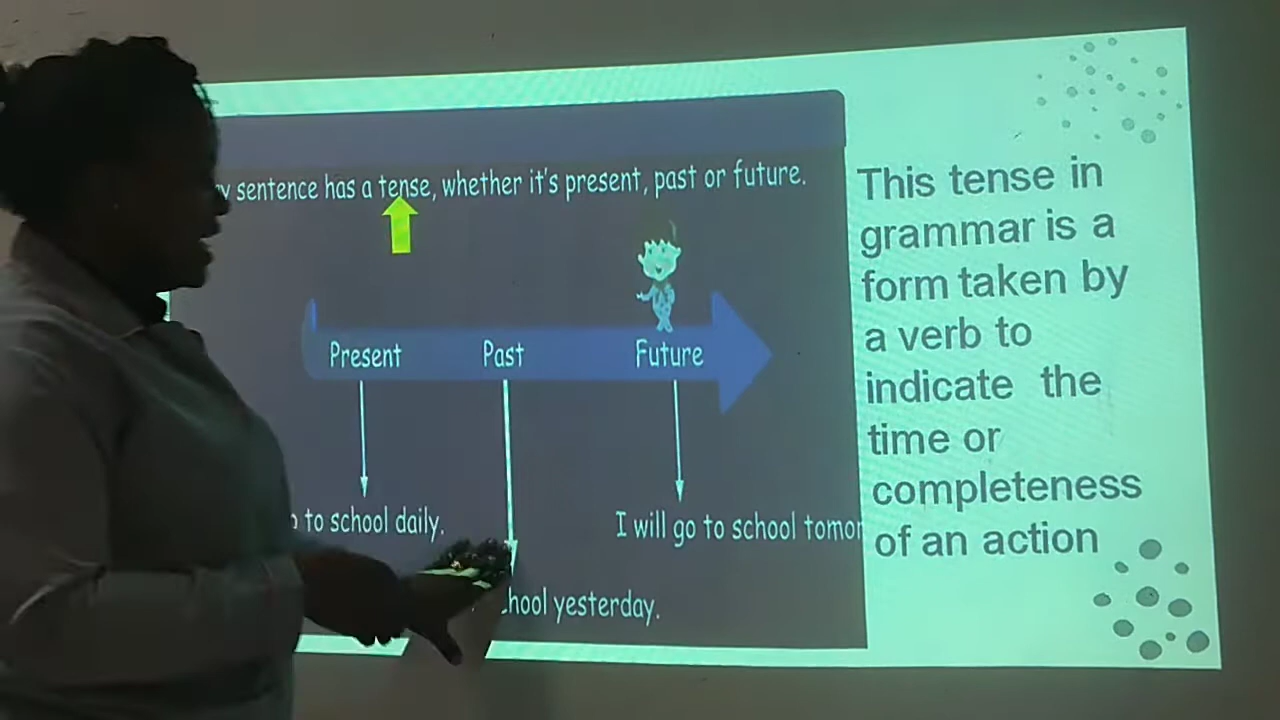 sentence has a tense, whether it's present, past or future.
Present Past Future
to school daily.
I will go to school
yesterday.
This tense in
grammar is a
form taken by
a verb to
indicate the
time or
completeness
of an action